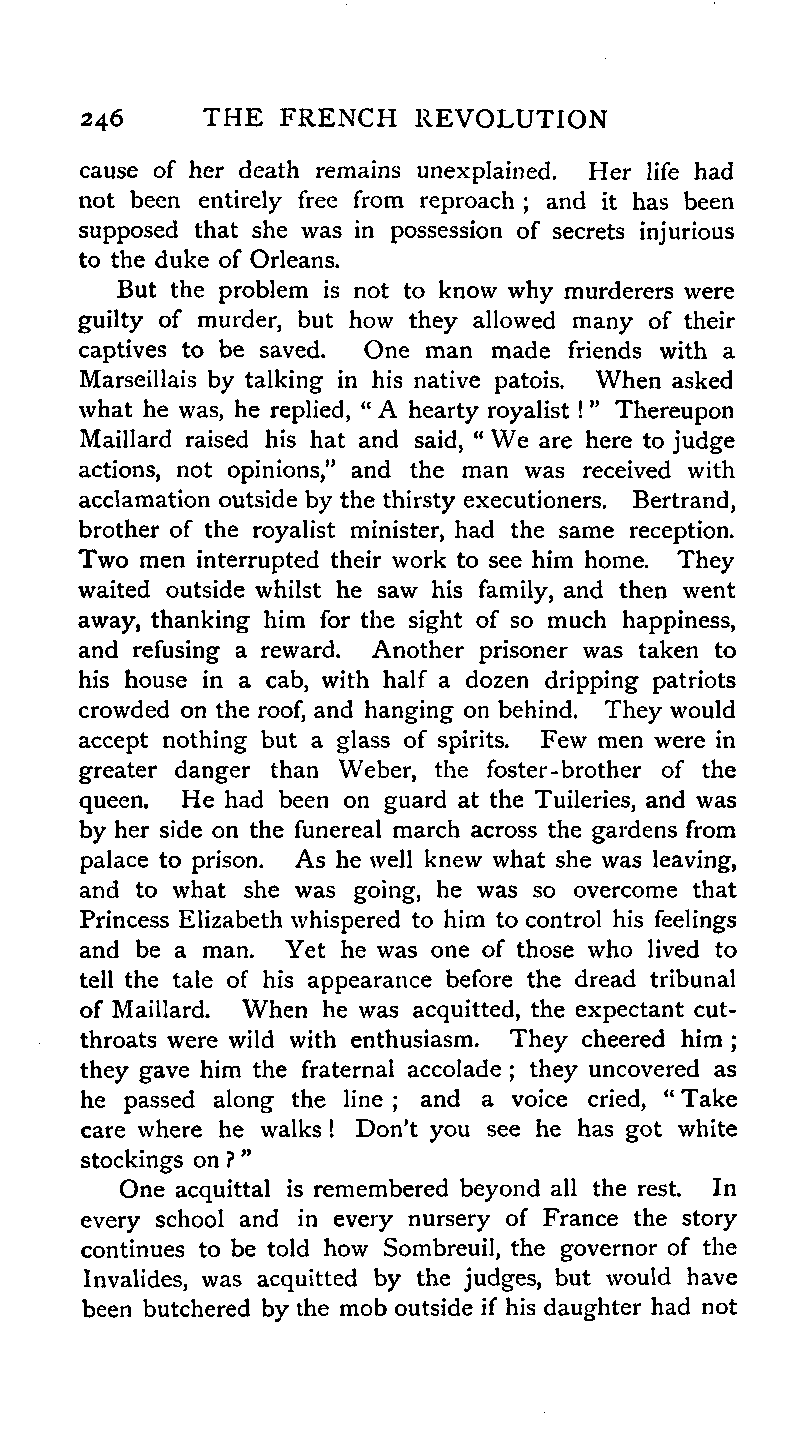 246 THE FRENCH REVOLUTION
cause of her death remains unexplained. Her life had
not been entirely free from reproach ; and it has been
supposed that she was in possession of secrets injurious
to the duke of Orleans.
But the problem is not to know why murderers were
guilty of murder, but how they allowed many of their
captives to be saved. One man made friends with a
Marseillais by talking in his native patois. When asked
what he was, he replied, “ A hearty royalist ! ” Thereupon
Maillard raised his hat and said, “ We are here to judge
actions, not opinions,” and the man was received with
acclamation outside by the thirsty executioners. Bertrand,
brother of the royalist minister, had the same reception.
Two men interrupted their work to see him home. They
waited outside whilst he saw his family, and then went
away, thanking him for the sight of so much happiness,
and refusing a reward. Another prisoner was taken to
his house in a cab, with half a dozen dripping patriots
crowded on the roof, and hanging on behind. They would
accept nothing but a glass of spirits. Few men were in
greater danger than Weber, the foster-brother of the
queen. He had been on guard at the Tuileries, and was
by her side on the funereal march across the gardens from
palace to prison. As he well knew what she was leaving,
and to what she was going, he was so overcome that
Princess Elizabeth whispered to him to control his feelings
and be a man. Yet he was one of those who lived to
tell the tale of his appearance before the dread tribunal
of Maillard. When he was acquitted, the expectant cut-
throats were wild with enthusiasm. They cheered him ;
they gave him the fraternal accolade ; they uncovered as
he passed along the line ; and a voice cried, “ Take
care where he walks ! Don't you see he has got white
stockings on ? ”
One acquittal is remembered beyond all the rest. In
every school and in every nursery of France the story
continues to be told how Sombreuil, the governor of the
Invalides, was acquitted by the judges, but would have
been butchered by the mob outside if his daughter had not